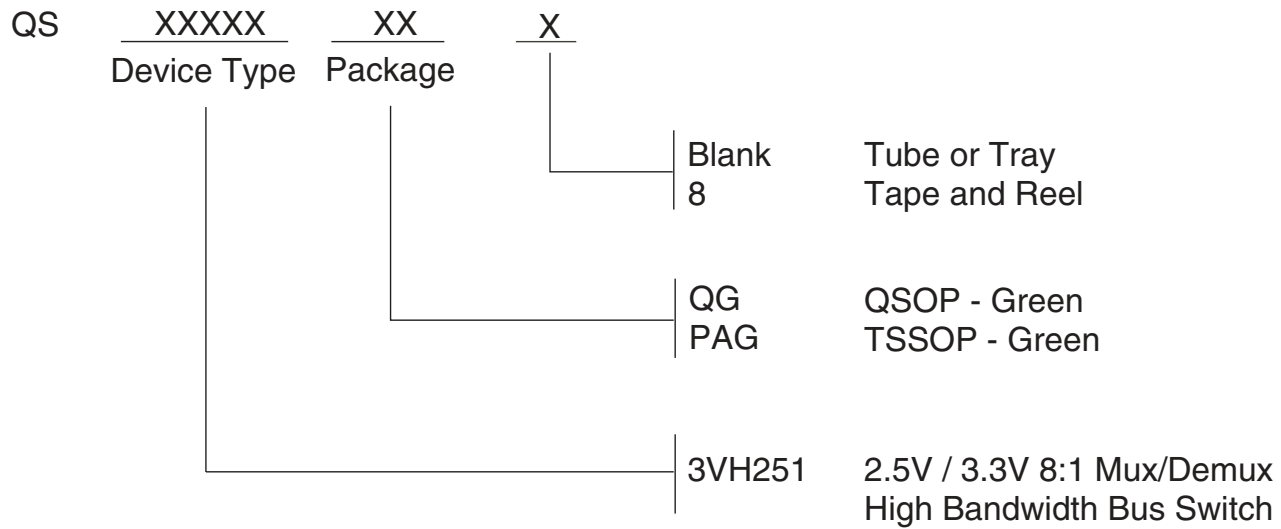 QS XXXXX XX X
Device Type Package
Blank Tube or Tray
8 Tape and Reel
QG QSOP - Green
PAG TSSOP - Green
3VH251 2.5V / 3.3V 8:1 Mux/Demux
High Bandwidth Bus Switch